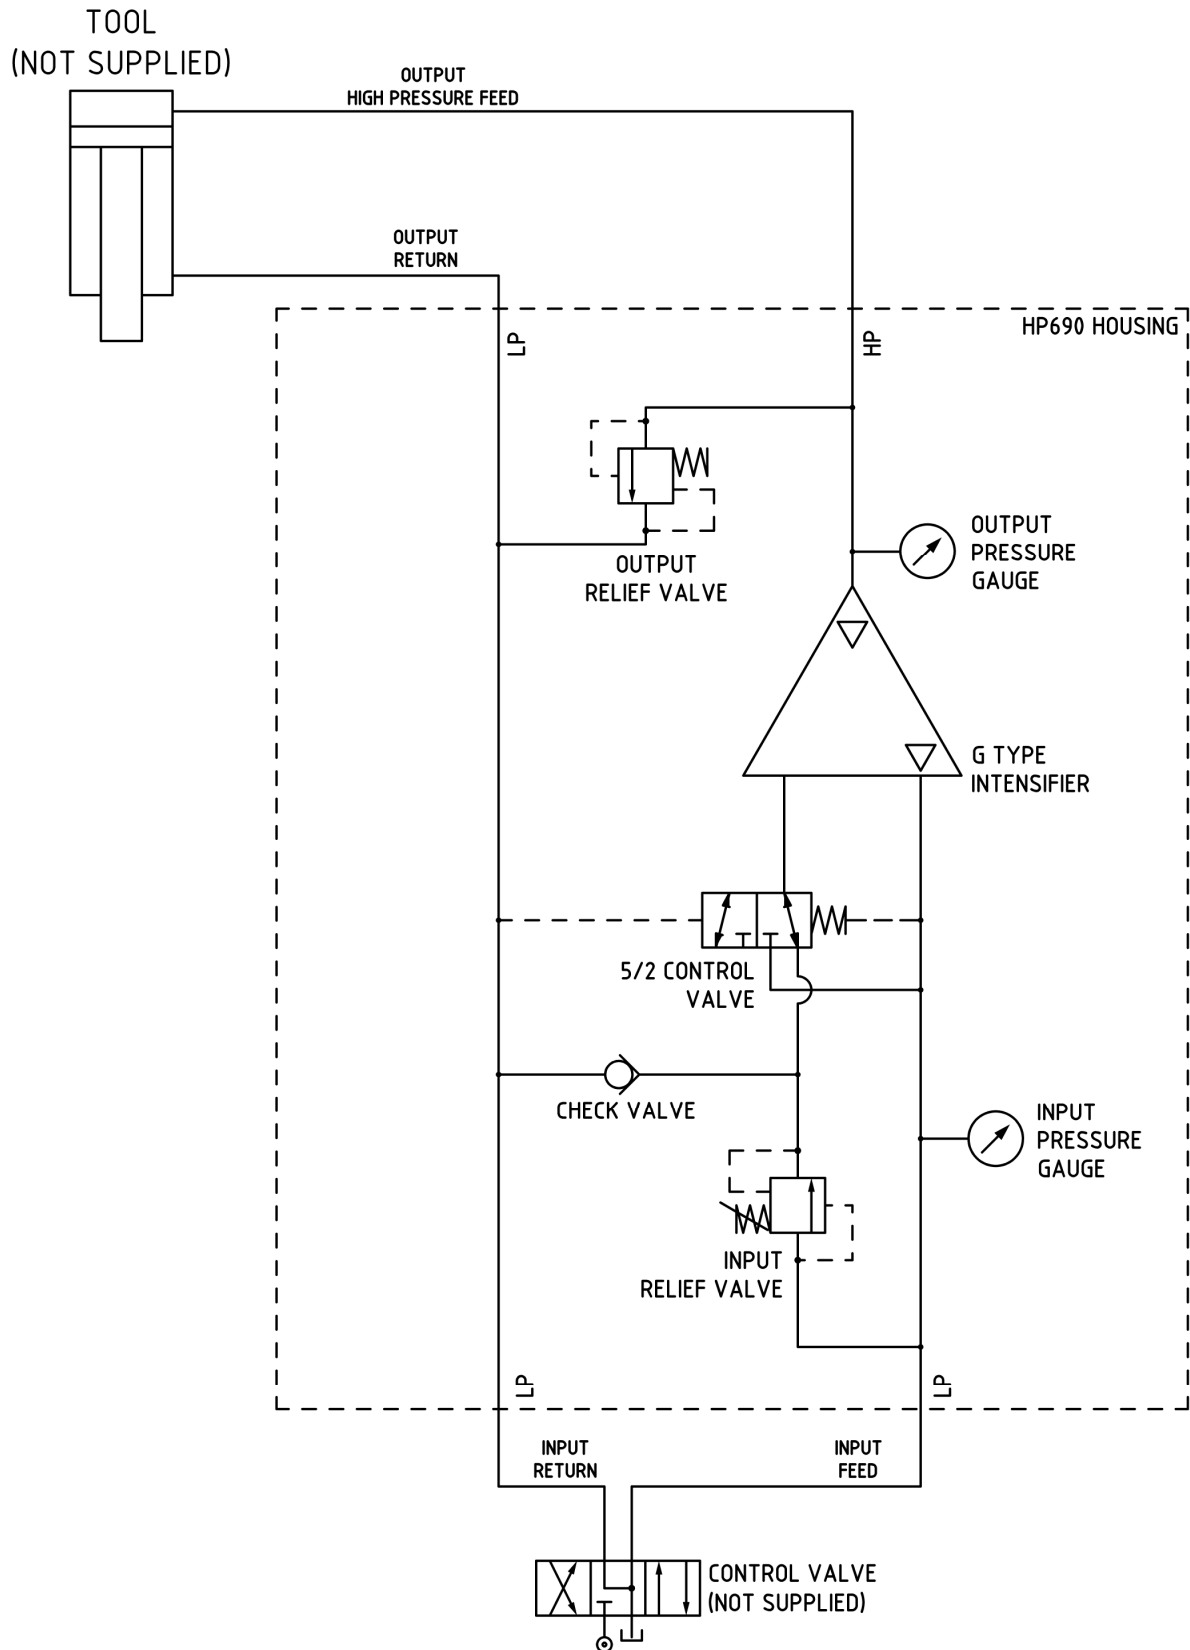 TOOL
(NOT SUPPLIED)
OUTPUT
HIGH PRESSURE FEED
OUTPUT
RETURN
HP690 HOUSING
LP
HP
OUTPUT
PRESSURE
GAUGE
OUTPUT
RELIEF VALVE
G TYPE
INTENSIFIER
5/2 CONTROL
VALVE
CHECK VALVE
INPUT
PRESSURE
GAUGE
INPUT
RELIEF VALVE
LP
LP
INPUT
RETURN
INPUT
FEED
CONTROL VALVE
(NOT SUPPLIED)